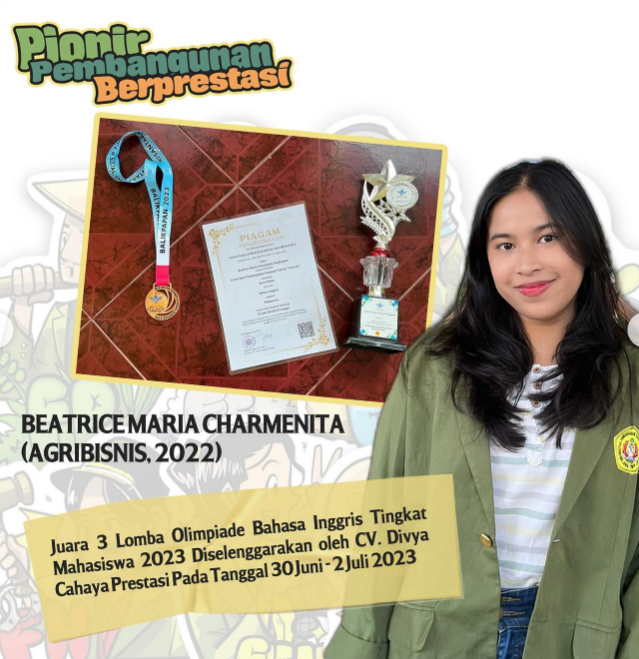 Pionir
Pembangunan
Berprestasi
BALIKPAPAN 2023
PIAGAM
BEATRICE MARIA CHARMENITA
(AGRIBISNIS, 2022)
Juara 3 Lomba Olimpiade Bahasa Inggris Tingkat
Mahasiswa 2023 Diselenggarakan oleh CV. Divya
Cahaya Prestasi Pada Tanggal 30 Juni - 2 Juli 2023